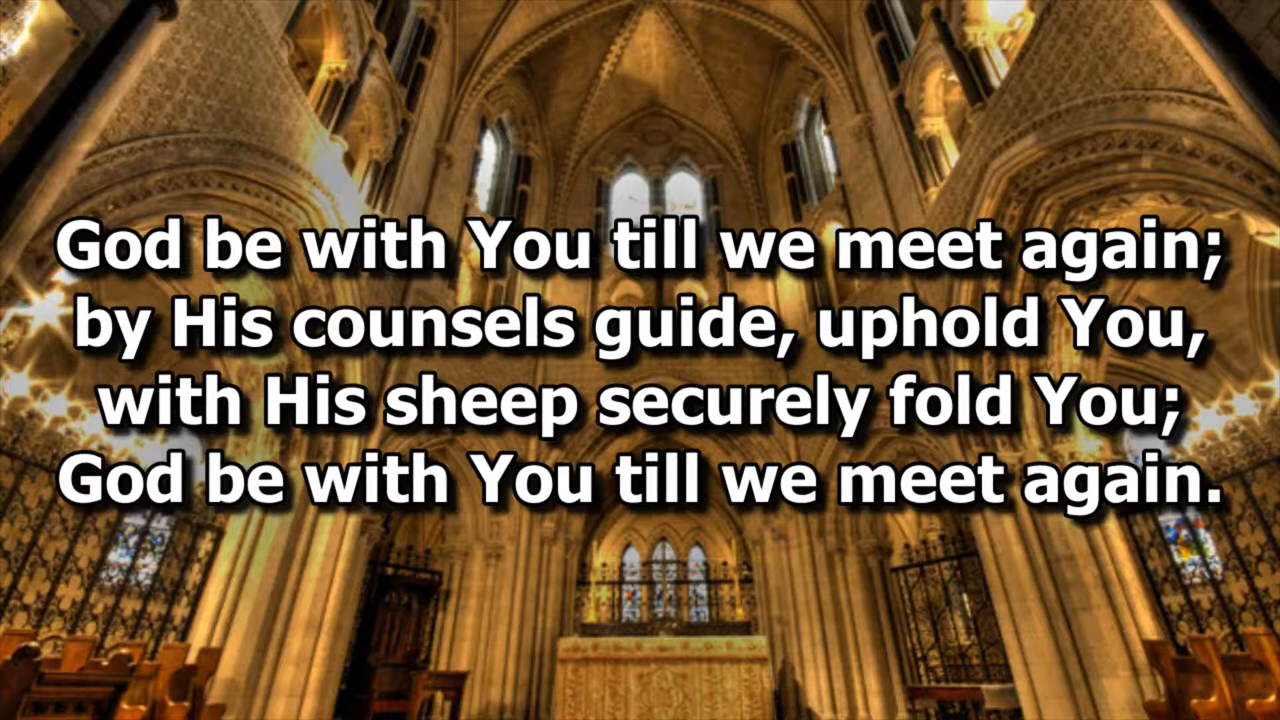 God be with You till we meet again;
by His counsels guide, uphold You,
with His sheep securely fold You;
God be with You till we meet again.